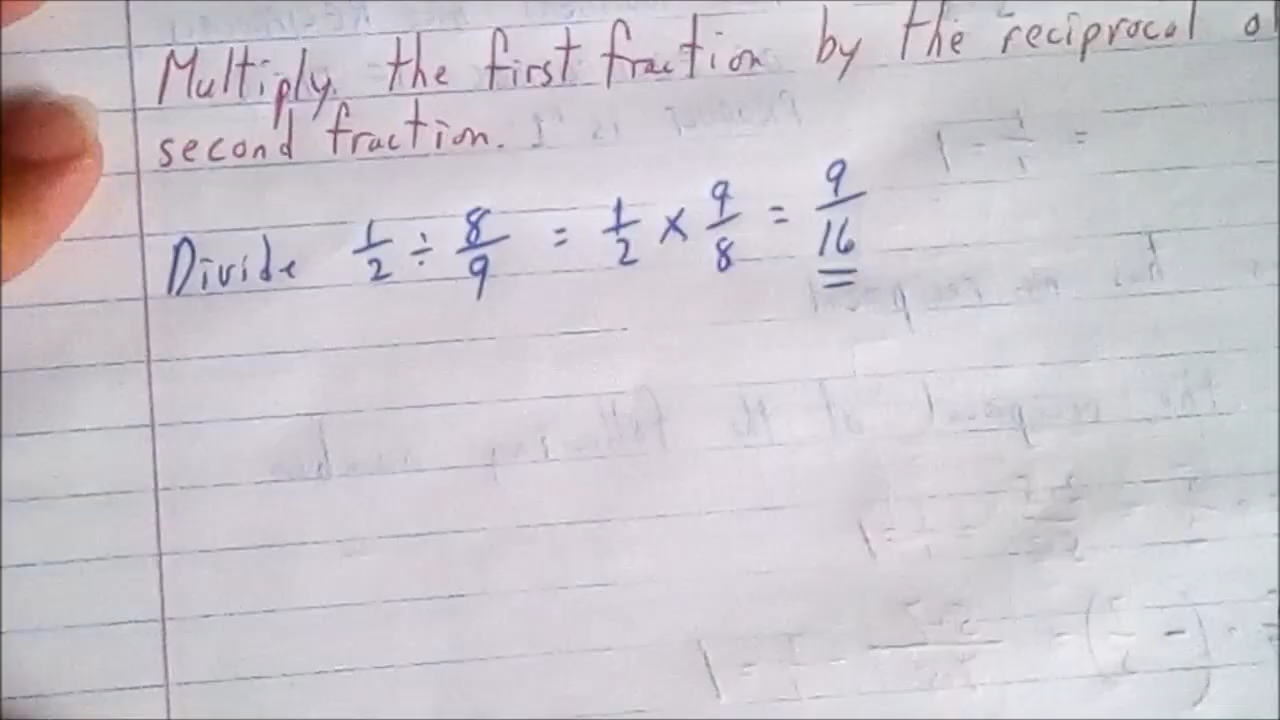 Multiply the first fraction by the reciprocal
second fraction.
Divide 1/2 ÷ 8/9 = 1/2 × 9/8 = 9/16